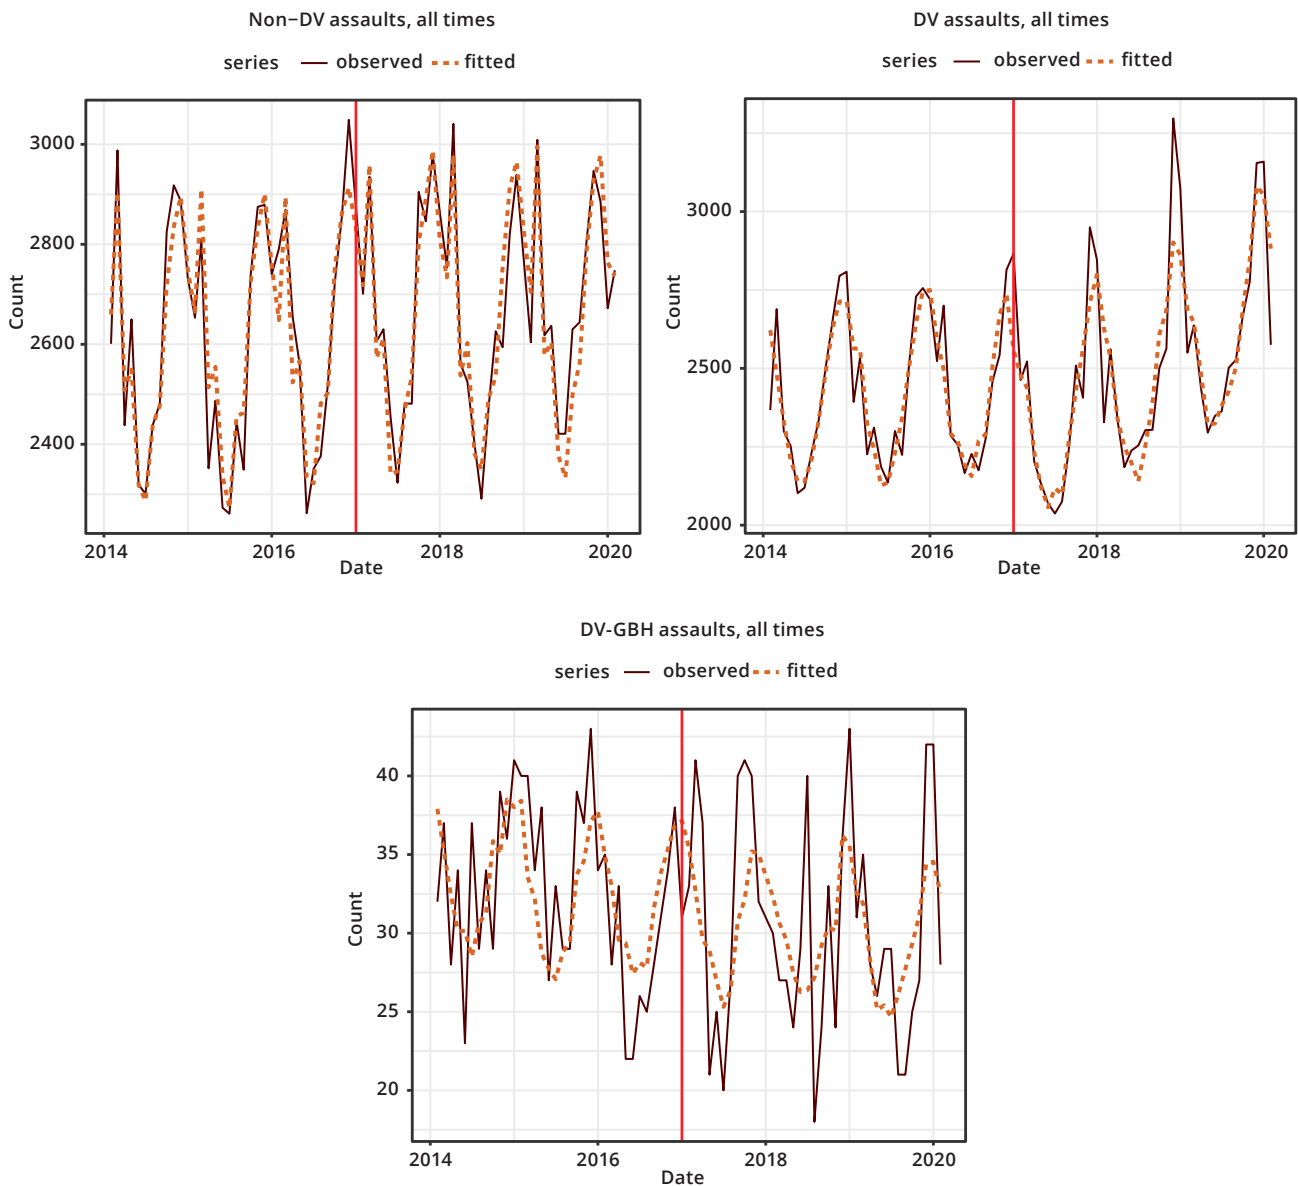 Non−DV assaults, all times
series observed fitted
3000
2800
2600
2400
Count
2014 2016 2018 2020
Date
DV assaults, all times
series observed fitted
3000
2500
2000
Count
2014 2016 2018 2020
Date
DV-GBH assaults, all times
series observed fitted
40
35
30
25
20
Count
2014 2016 2018 2020
Date